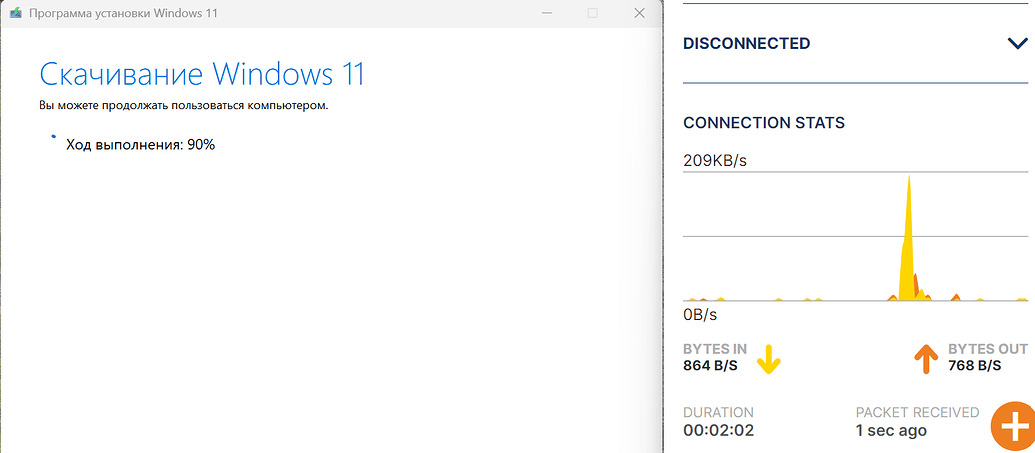 Программа установки Windows 11
Скачивание Windows 11
Вы можете продолжать пользоваться компьютером.
Ход выполнения: 90%
DISCONNECTED
CONNECTION STATS
209KB/s
0B/s
BYTES IN
864 B/S
BYTES OUT
768 B/S
DURATION
00:02:02
PACKET RECEIVED
1 sec ago